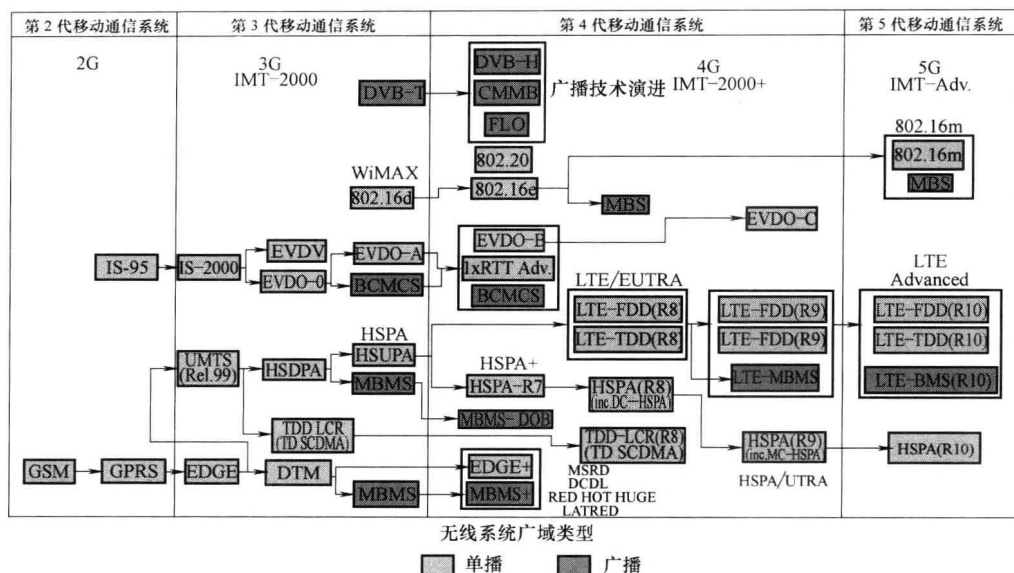 第2代移动通信系统
第3代移动通信系统
第4代移动通信系统
第5代移动通信系统
2G
3G
IMT-2000
4G
IMT-2000+
5G
IMT-Adv.
DVB-T
DVB-H
CMMB
FLO
广播技术演进
802.20
WiMAX
802.16d
802.16e
MBS
802.16m
802.16m
MBS
EVDO-C
IS-95
IS-2000
EVDV
EVDO-0
EVDO-A
BCMCS
EVDO-B
1xRTT Adv.
BCMCS
LTE/EUTRA
LTE-FDD(R8
LTE-TDD(R8
LTE-FDD(R9)
LTE-FDD(R9)
LTE-MBMS
LTE
Advanced
LTE-FDD(R10)
LTE-TDD(R10)
LTE-BMS(R10)
UMTS
(Rel.99)
HSDPA
HSPA
HSUPA
MBMS
HSPA+
HSPA-R7
HSPA(R8)
(inc.DC-HSPA)
MBMS-DOB
TDD LCR
(TD SCDMA)
TDD-LCR(R8)
(TD SCDMA)
HSPA(R9)
(inc.MC-HSPA
HSPA/UTRA
HSPA(R10)
GSM
GPRS
EDGE
DTM
MBMS
EDGE+
MBMS+
MSRD
DCDL
RED HOT HUGE
LATRED
无线系统广域类型
单播
广播